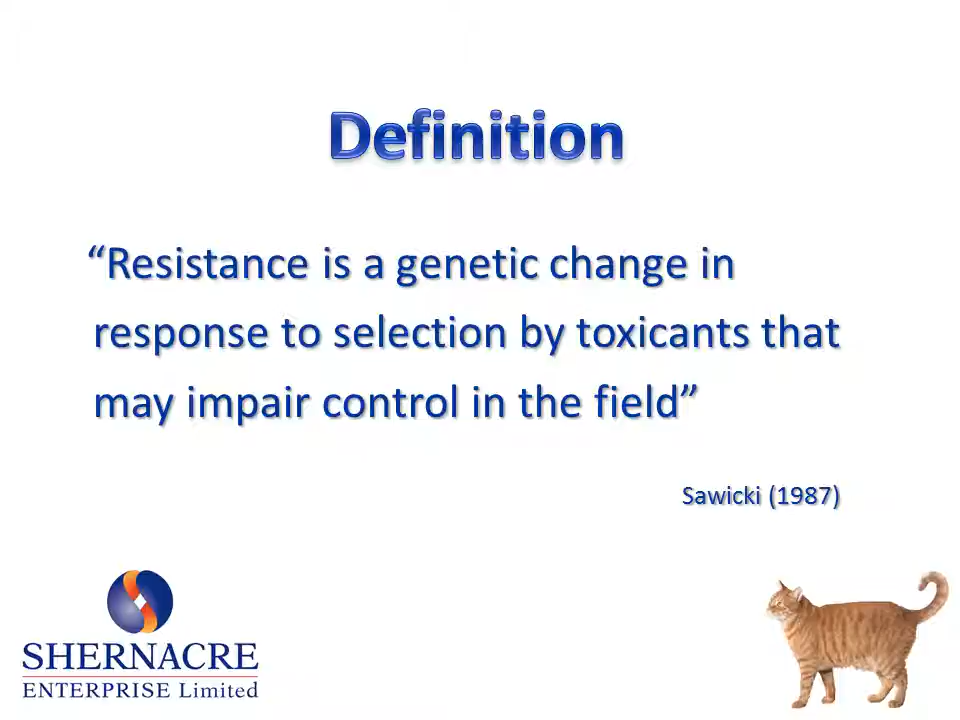 Definition
“Resistance is a genetic change in
response to selection by toxicants that
may impair control in the field”
Sawicki (1987)
SHERNACRE
ENTERPRISE Limited